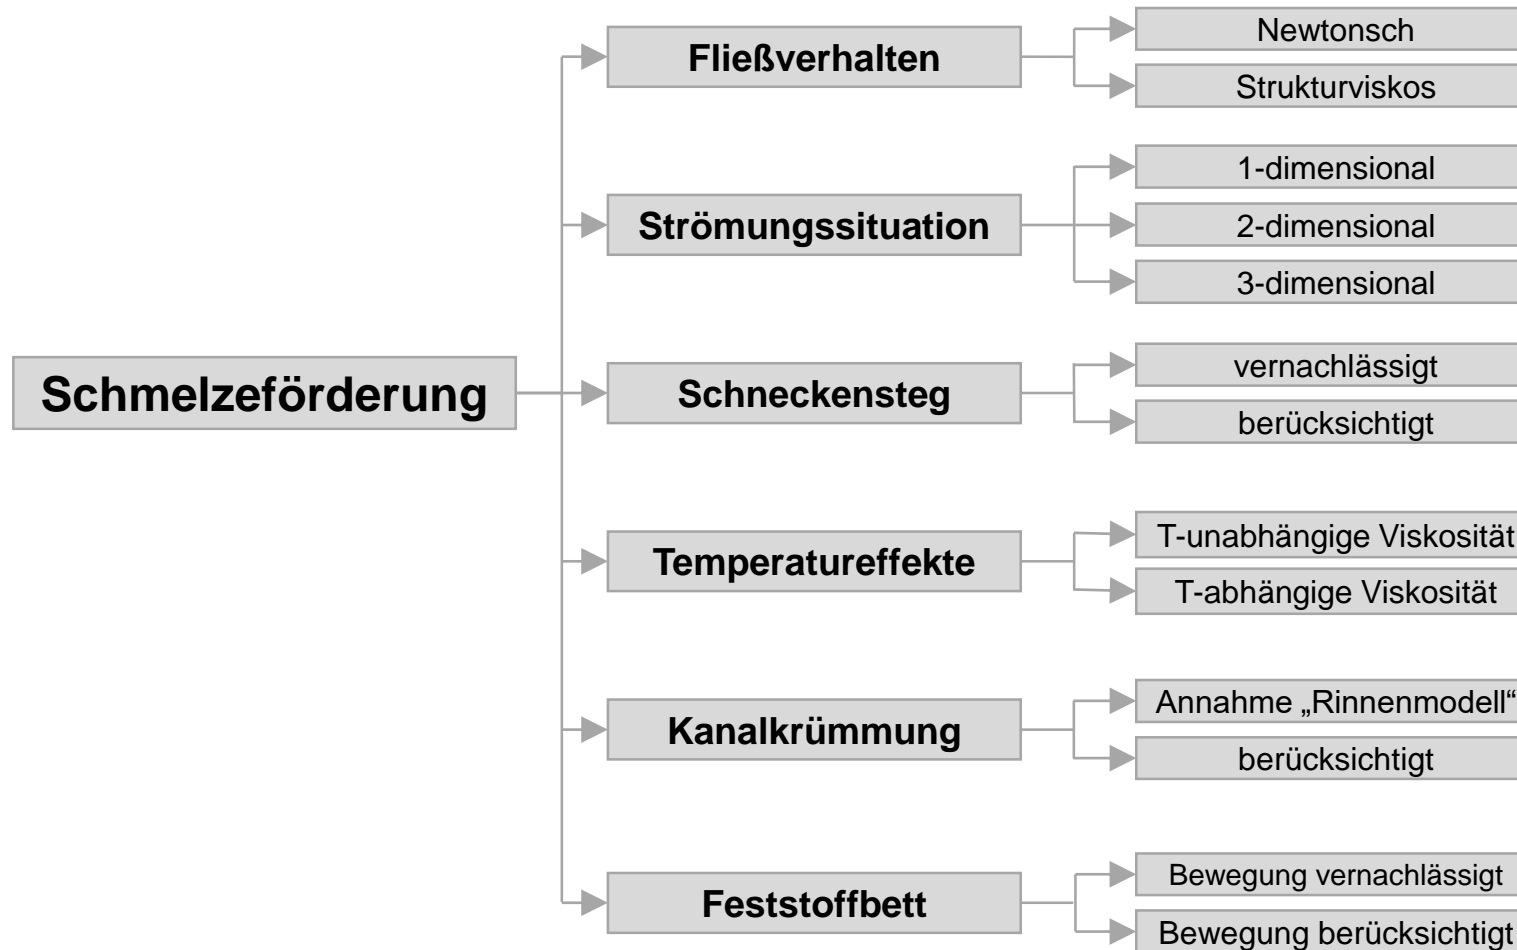 Schmelzeförderung
Fließverhalten
Newtonsch
Strukturviskos
Strömungssituation
1-dimensional
2-dimensional
3-dimensional
Schneckensteg
vernachlässigt
berücksichtigt
Temperatureffekte
T-unabhängige Viskosität
T-abhängige Viskosität
Kanalkrümmung
Annahme „Rinnenmodell“
berücksichtigt
Feststoffbett
Bewegung vernachlässigt
Bewegung berücksichtigt